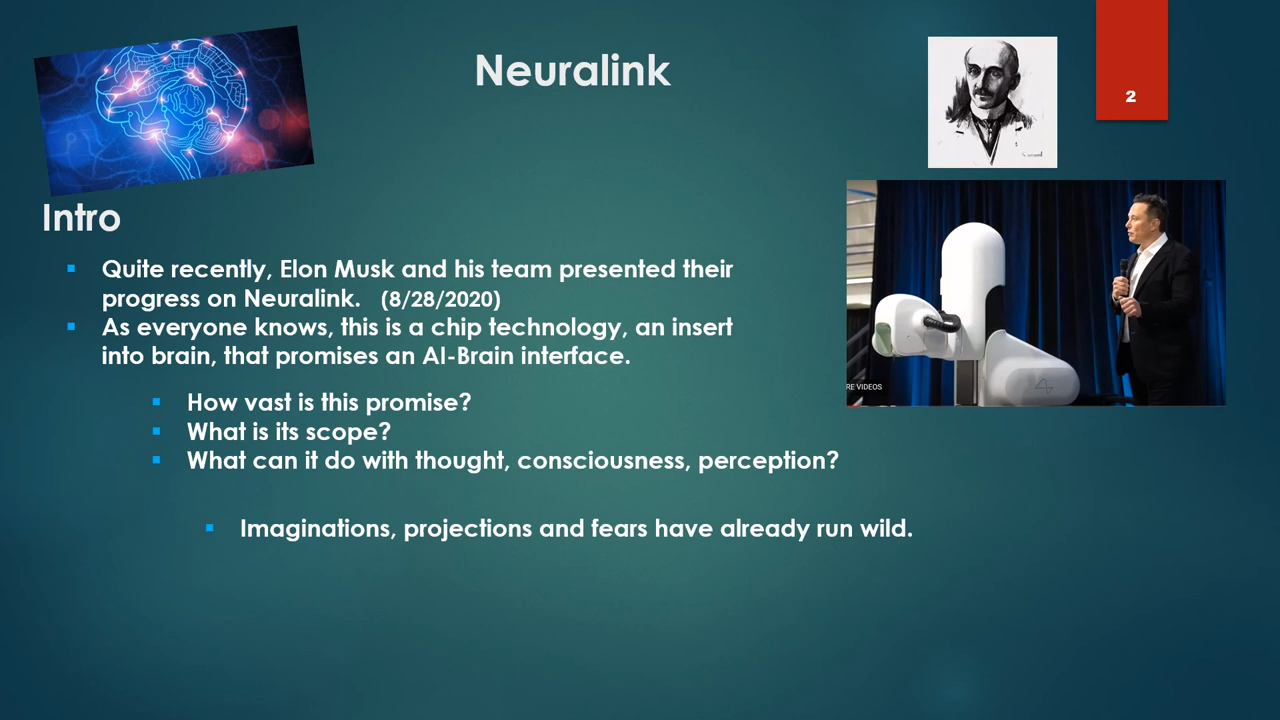 Neuralink
2
Intro
Quite recently, Elon Musk and his team presented their
progress on Neuralink. (8/28/2020)
As everyone knows, this is a chip technology, an insert
into brain, that promises an AI-Brain interface.
RE VIDEOS
How vast is this promise?
What is its scope?
What can it do with thought, consciousness, perception?
Imaginations, projections and fears have already run wild.